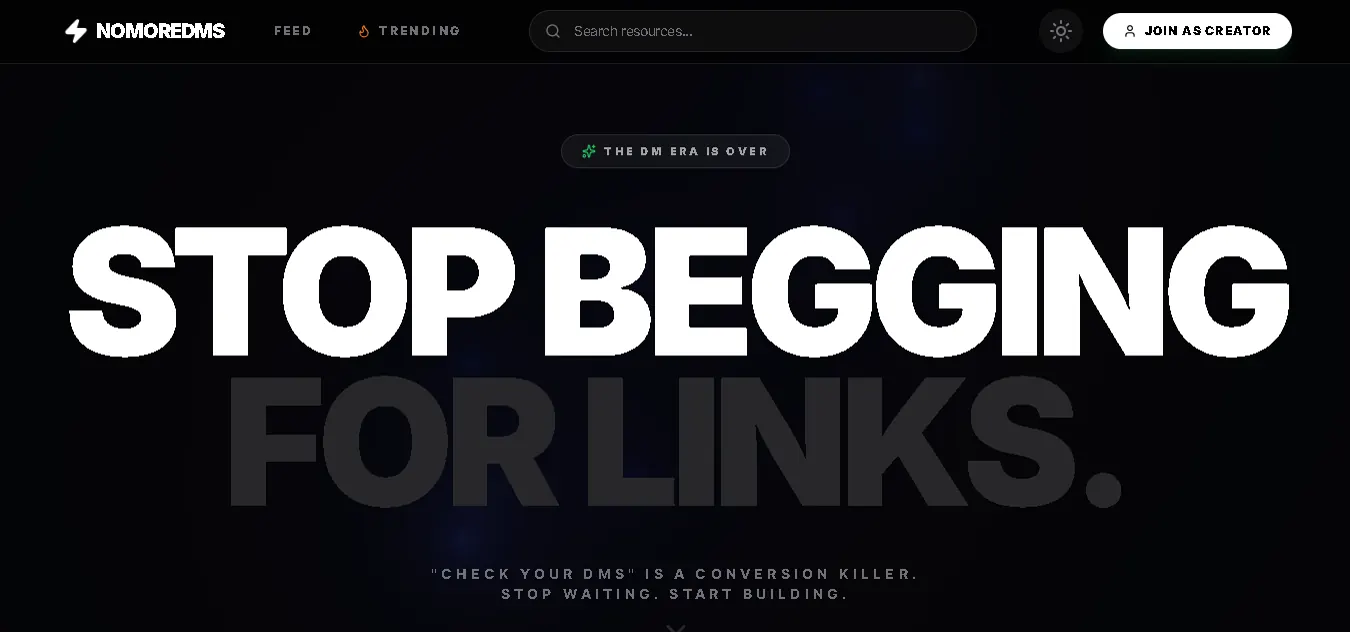 NOMOREDMS
FEED
TRENDING
Search resources...
JOIN AS CREATOR
THE DM ERA IS OVER
STOP BEGGING
FOR LINKS.
"CHECK YOUR DMS" IS A CONVERSION KILLER.
STOP WAITING. START BUILDING.